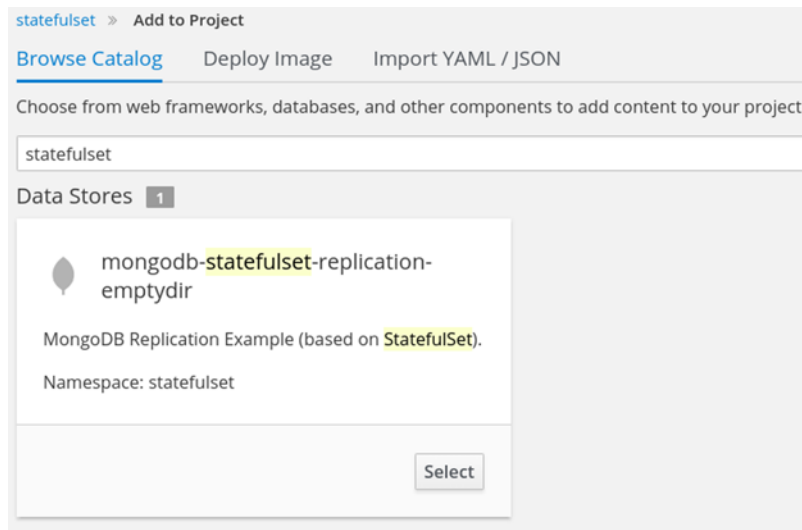 statefulset » Add to Project
Browse Catalog Deploy Image Import YAML / JSON
Choose from web frameworks, databases, and other components to add content to your project
statefulset
Data Stores 1
mongodb-statefulset-replication-
emptydir
MongoDB Replication Example (based on StatefulSet).
Namespace: statefulset
Select